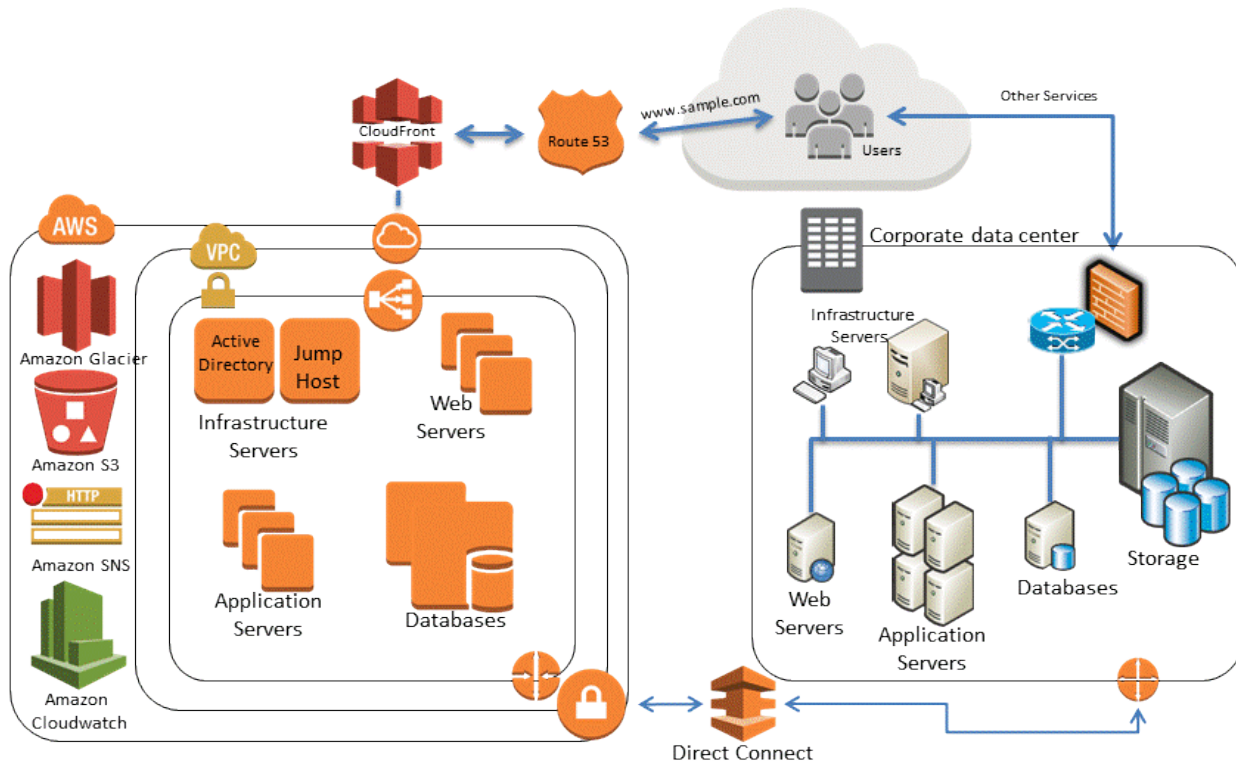 www.sample.com
Other Services
CloudFront
Route 53
Users
AWS
VPC
Corporate data center
Amazon Glacier
Active
Directory
Jump
Host
Infrastructure
Servers
Web
Servers
Infrastructure
Servers
Amazon S3
HTTP
Amazon SNS
Application
Servers
Databases
Amazon
Cloudwatch
Web
Servers
Application
Servers
Databases
Storage
Direct Connect